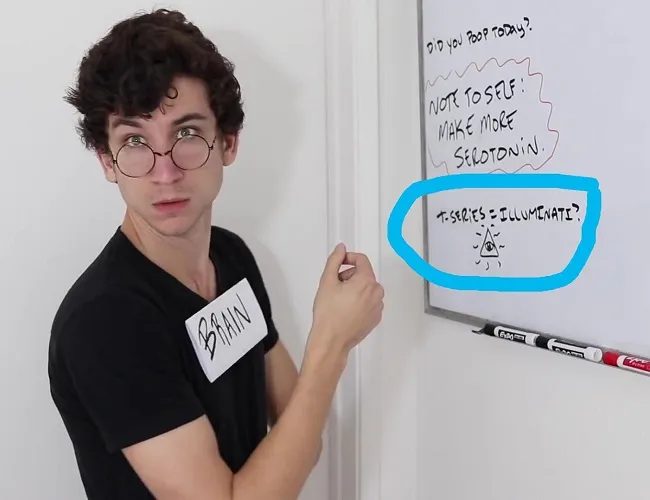 DiD YOU POOP TODAY?
NOTE TO SELF:
MAKE MORE
SEROTONIN.
T-SERiES = ILLUMINATi?
BRAIN
EXPO
EXPO